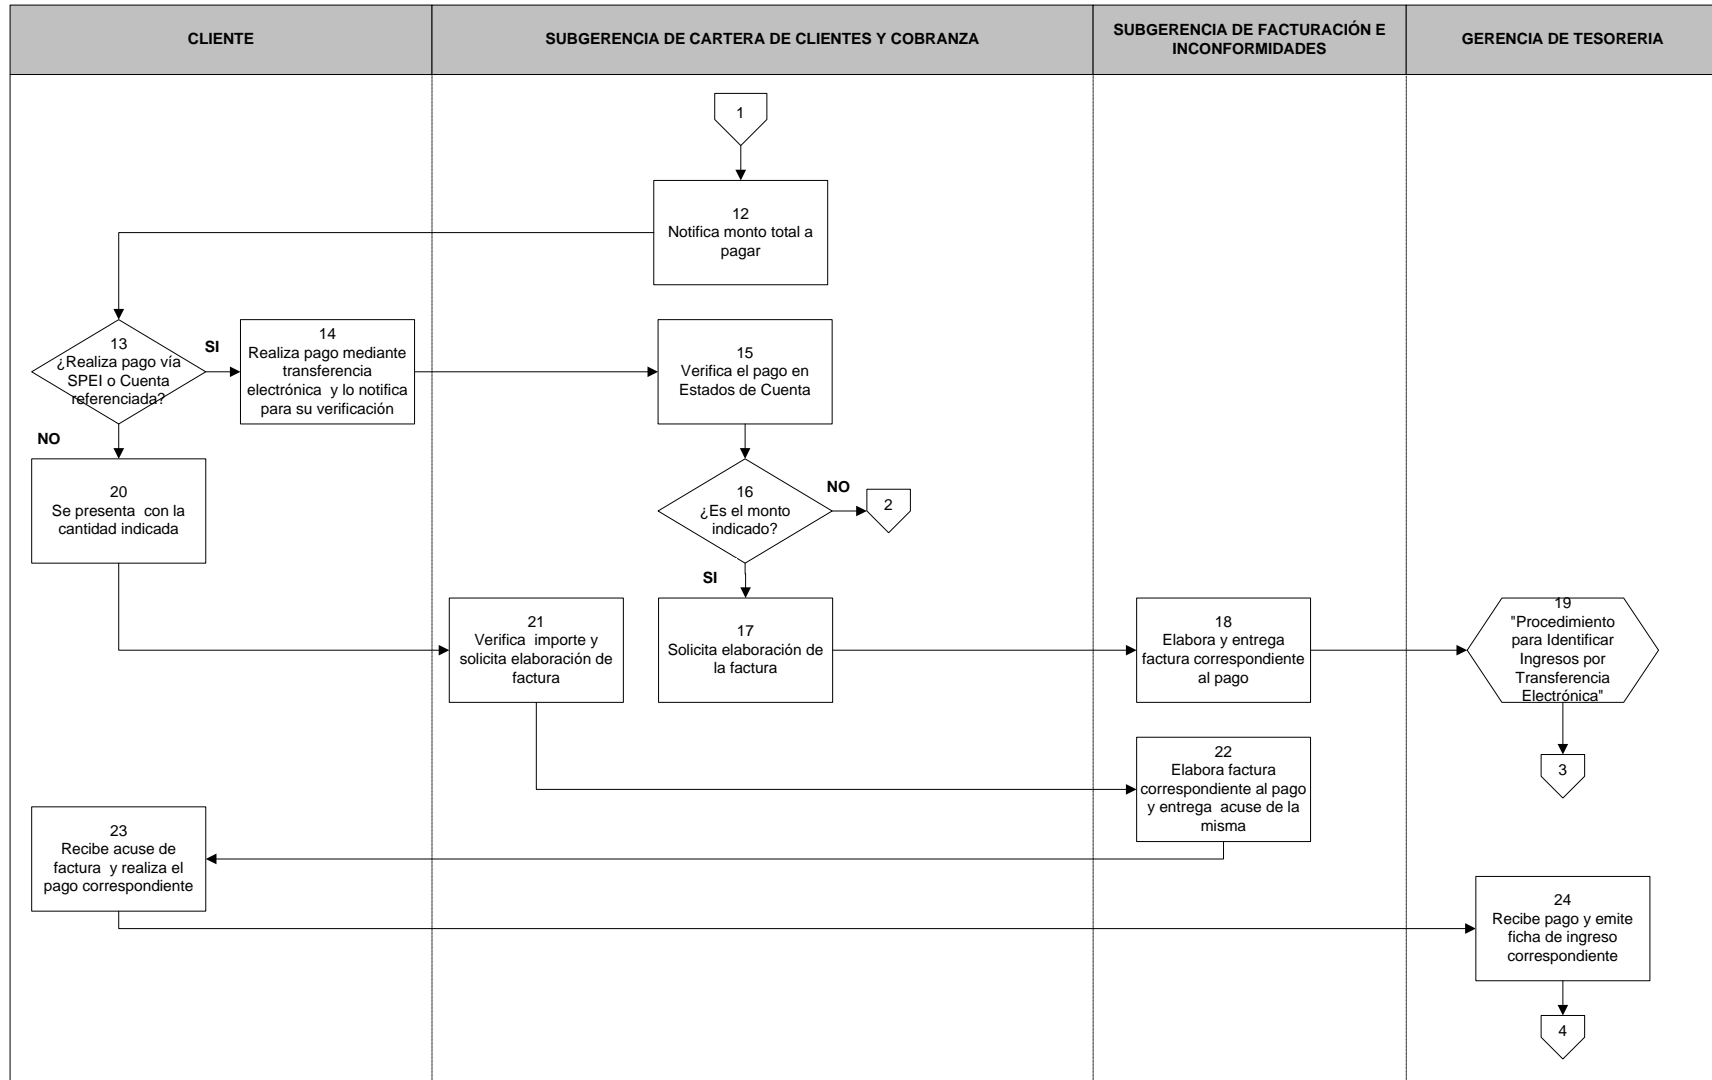 CLIENTE
SUBGERENCIA DE CARTERA DE CLIENTES Y COBRANZA
SUBGERENCIA DE FACTURACIÓN E
INCONFORMIDADES
GERENCIA DE TESORERIA
1
12
Notifica monto total a
pagar
13
¿Realiza pago vía
SPEI o Cuenta
referenciada?
SI
NO
14
Realiza pago mediante
transferencia
electrónica y lo notifica
para su verificación
15
Verifica el pago en
Estados de Cuenta
16
¿Es el monto
indicado?
NO
2
SI
20
Se presenta con la
cantidad indicada
21
Verifica importe y
solicita elaboración de
factura
17
Solicita elaboración de
la factura
18
Elabora y entrega
factura correspondiente
al pago
19
"Procedimiento
para Identificar
Ingresos por
Transferencia
Electrónica"
3
22
Elabora factura
correspondiente al pago
y entrega acuse de la
misma
23
Recibe acuse de
factura y realiza el
pago correspondiente
24
Recibe pago y emite
ficha de ingreso
correspondiente
4